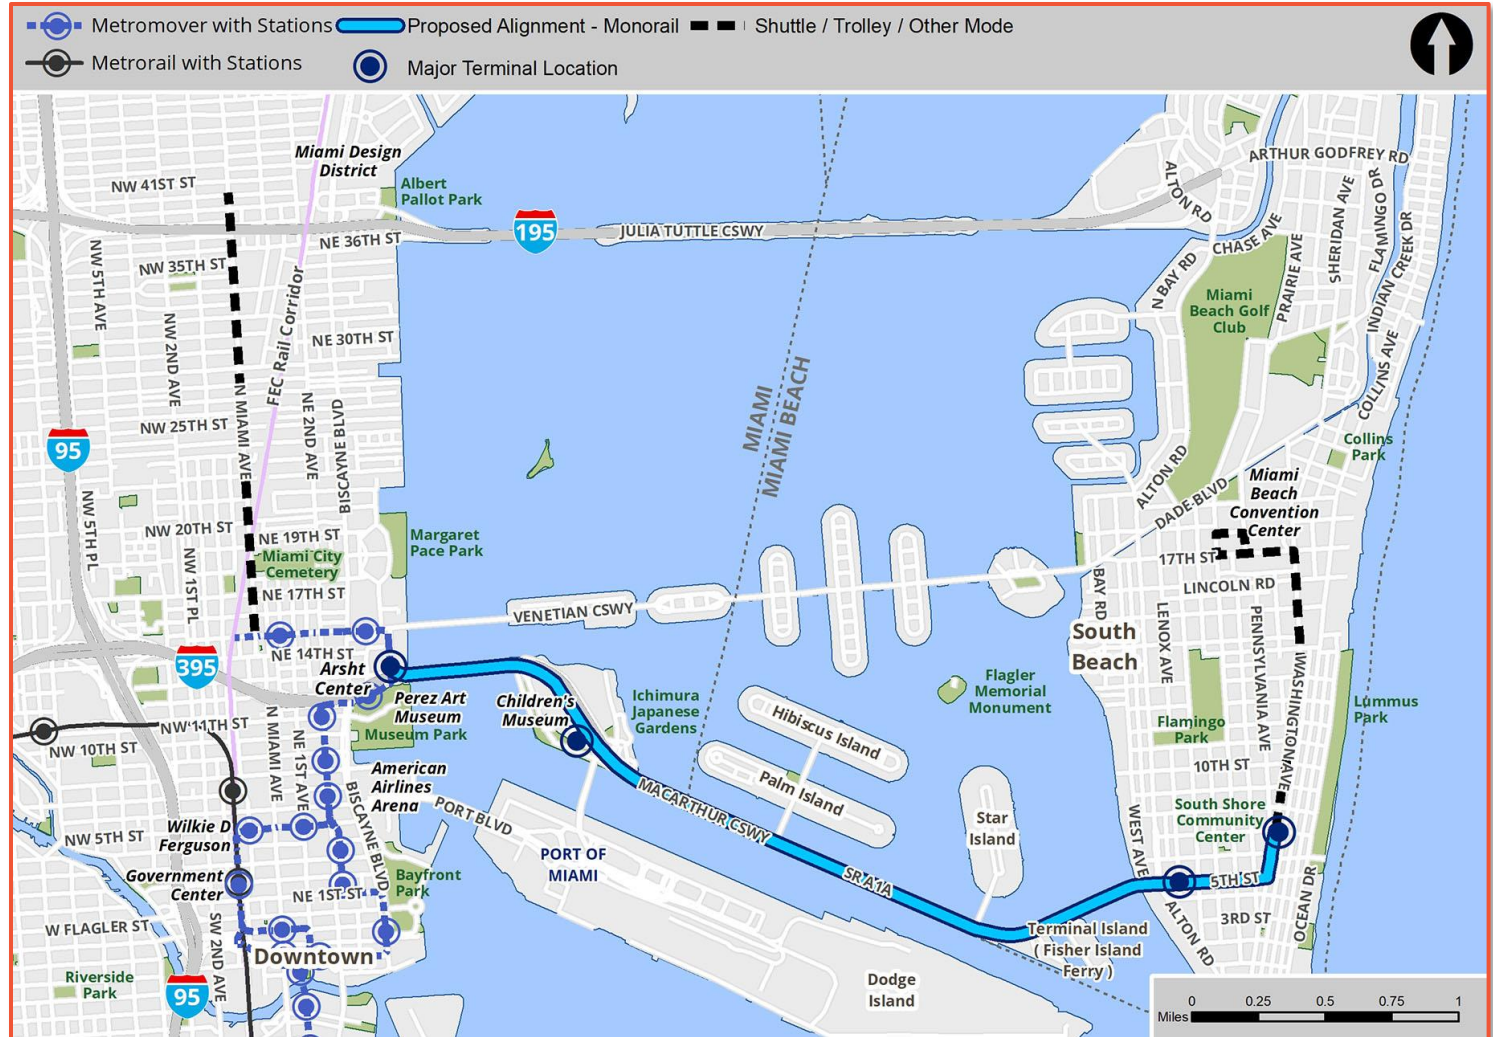 Metromover with Stations
Proposed Alignment - Monorail
Shuttle / Trolley / Other Mode
Metrorail with Stations
Major Terminal Location
Miami Design
District
ARTHUR GODFREY RD
NW 41ST ST
Albert
Pallot Park
ALTON RD
SHERIDAN AVE
FLAMINGO DR
195
JULIA TUTTLE CSWY
NE 36TH ST
CHASE AVE
INDIAN CREEK DR
NW 5TH AVE
NW 35TH ST
N BAY RD
PRAIRIE AVE
Miami
Beach Golf
Club
FEC Rail Corridor
NW 2ND AVE
NE 30TH ST
COLLINS AVE
MIAMI
MIAMI BEACH
N MIAMI AVE
NE 2ND AVE
BISCAYNE BLVD
NW 25TH ST
95
Collins
Park
ALTON RD
DADE BLVD
Miami
Beach
Convention
Center
NW 5TH PL
NW 20TH ST
NE 19TH ST
Margaret
Pace Park
Miami City
Cemetery
NW 1ST PL
17TH ST
BAY RD
LINCOLN RD
NE 17TH ST
VENETIAN CSWY
LENOX AVE
PENNSYLVANIA AVE
South
Beach
NE 14TH ST
395
Arsht
Center
WASHINGTON AVE
Perez Art
Museum
Museum Park
Children's
Museum
Ichimura
Japanese
Gardens
Flagler
Memorial
Monument
Lummus
Park
Flamingo
Park
NW 11TH ST
NW 10TH ST
N MIAMI AVE
NE 1ST AVE
Hibiscus Island
10TH ST
American
Airlines
Arena
BISCAYNE BLVD
PORT BLVD
MACARTHUR CSWY
Palm Island
Star
Island
WEST AVE
South Shore
Community
Center
Wilkie D
Ferguson
NW 5TH ST
PORT OF
MIAMI
SR A1A
5TH ST
Government
Center
NE 1ST ST
Bayfront
Park
W FLAGLER ST
SW 2ND AVE
ALTON RD
3RD ST
OCEAN DR
Terminal Island
( Fisher Island
Ferry )
Downtown
Riverside
Park
95
Dodge
Island
0 0.25 0.5 0.75 1
Miles